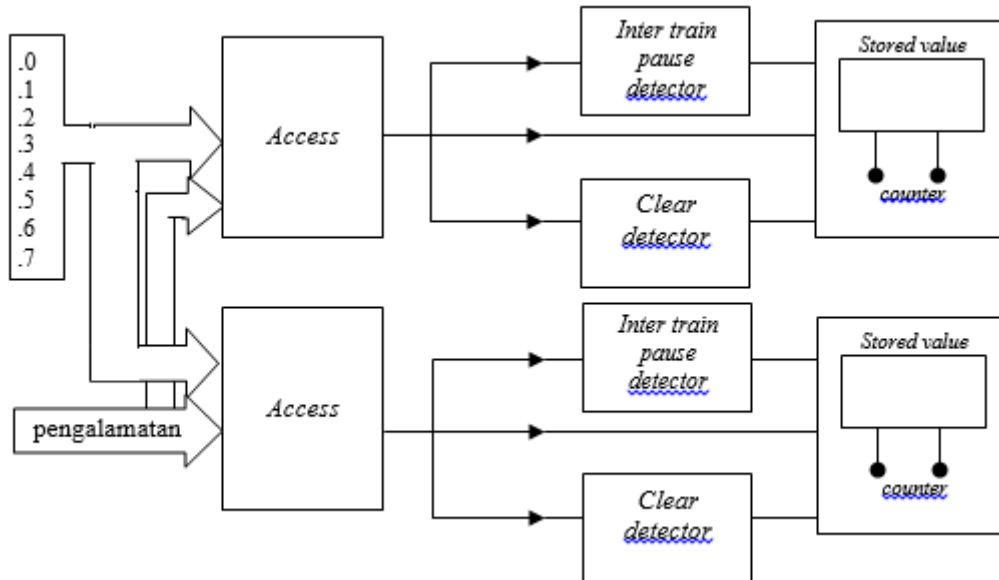 .0
.1
.2
.3
.4
.5
.6
.7
Access
Inter train
pause
detector
Clear
detector
Stored value
counter
pengalamatan
Access
Inter train
pause
detector
Clear
detector
Stored value
counter